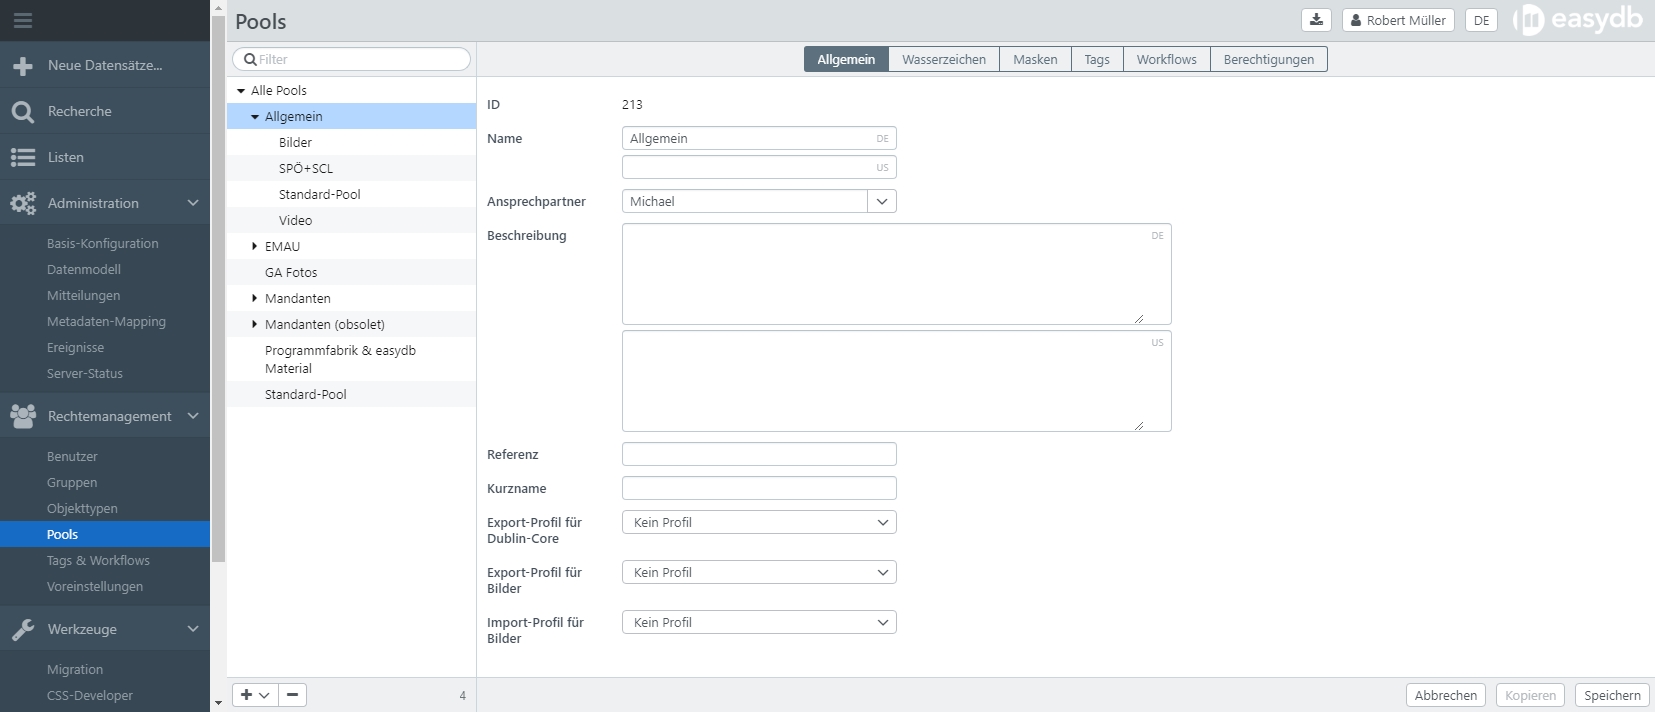 Pools
Robert Müller
DE
easydb
Neue Datensätze...
Recherche
Listen
Administration
Basis-Konfiguration
Datenmodell
Mitteilungen
Metadaten-Mapping
Ereignisse
Server-Status
Rechtemanagement
Benutzer
Gruppen
Objekttypen
Pools
Tags & Workflows
Voreinstellungen
Werkzeuge
Migration
CSS-Developer
Filter
Alle Pools
Allgemein
Bilder
SPÖ+SCL
Standard-Pool
Video
EMAU
GA Fotos
Mandanten
Mandanten (obsolet)
Programmfabrik & easydb
Material
Standard-Pool
4
Allgemein
Wasserzeichen
Masken
Tags
Workflows
Berechtigungen
ID 213
Name Allgemein DE
US
Ansprechpartner Michael
Beschreibung DE
US
Referenz
Kurzname
Export-Profil für
Dublin-Core
Kein Profil
Export-Profil für
Bilder
Kein Profil
Import-Profil für
Bilder
Kein Profil
Abbrechen
Kopieren
Speichern